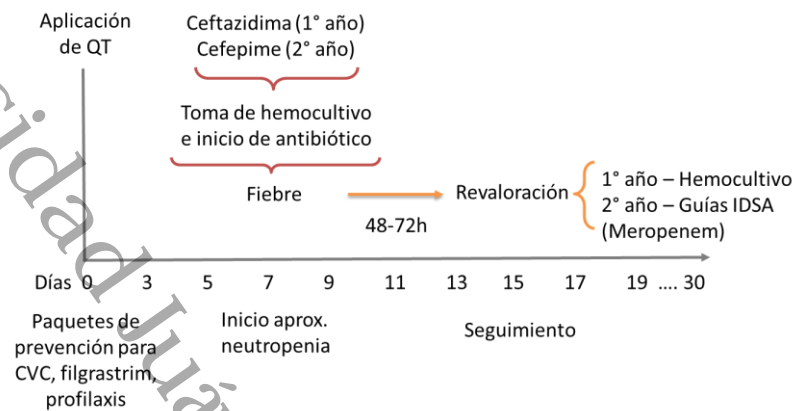 Aplicación
de QT
Ceftazidima (1° año)
Cefepime (2° año)
Toma de hemocultivo
e inicio de antibiótico
Fiebre
48-72h
Revaloración
1° año – Hemocultivo
2° año – Guías IDSA
(Meropenem)
Días 0 3 5 7 9 11 13 15 17 19 .... 30
Paquetes de
prevención para
CVC, filgrastrim,
profilaxis
Inicio aprox.
neutropenia
Seguimiento